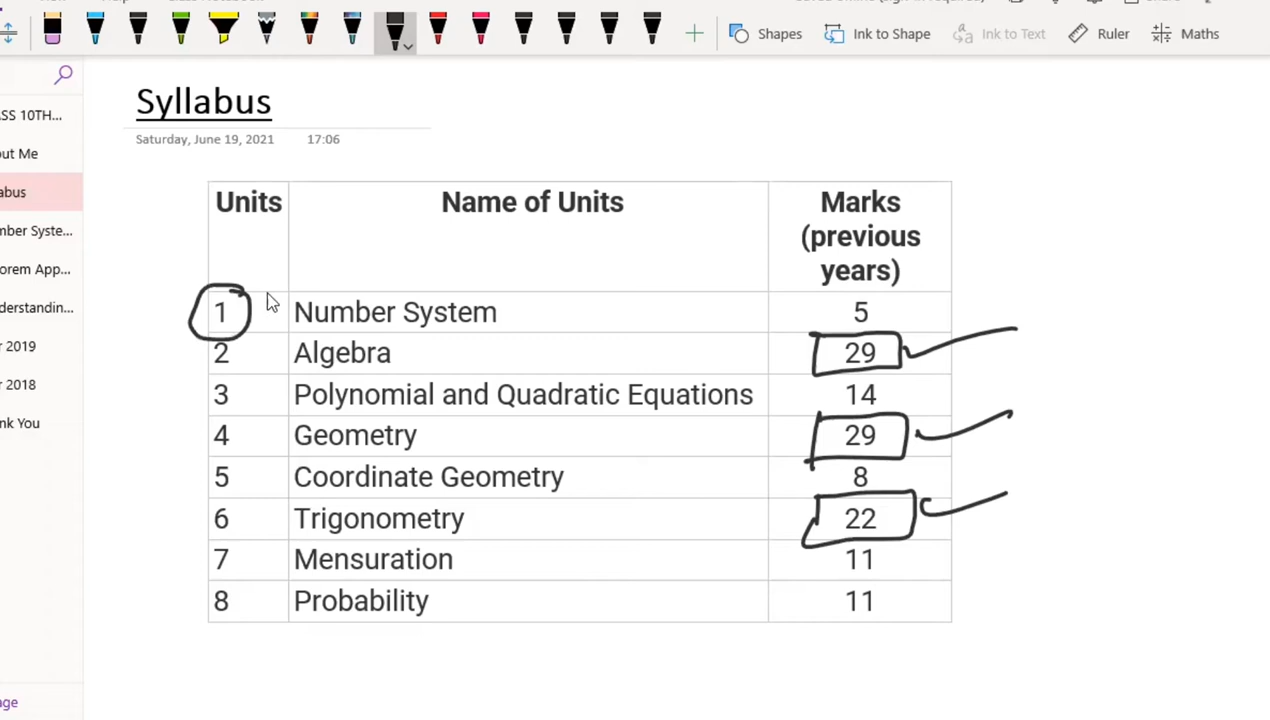 Shapes
Ink to Shape
Ink to Text
Ruler
Maths
SS 10TH...
out Me
abus
mber Syste...
orem App...
derstandin...
r 2019
r 2018
nk You
age
Syllabus
Saturday, June 19, 2021 17:06
Units Name of Units Marks
(previous
years)
1 Number System 5
2 Algebra 29
3 Polynomial and Quadratic Equations 14
4 Geometry 29
5 Coordinate Geometry 8
6 Trigonometry 22
7 Mensuration 11
8 Probability 11